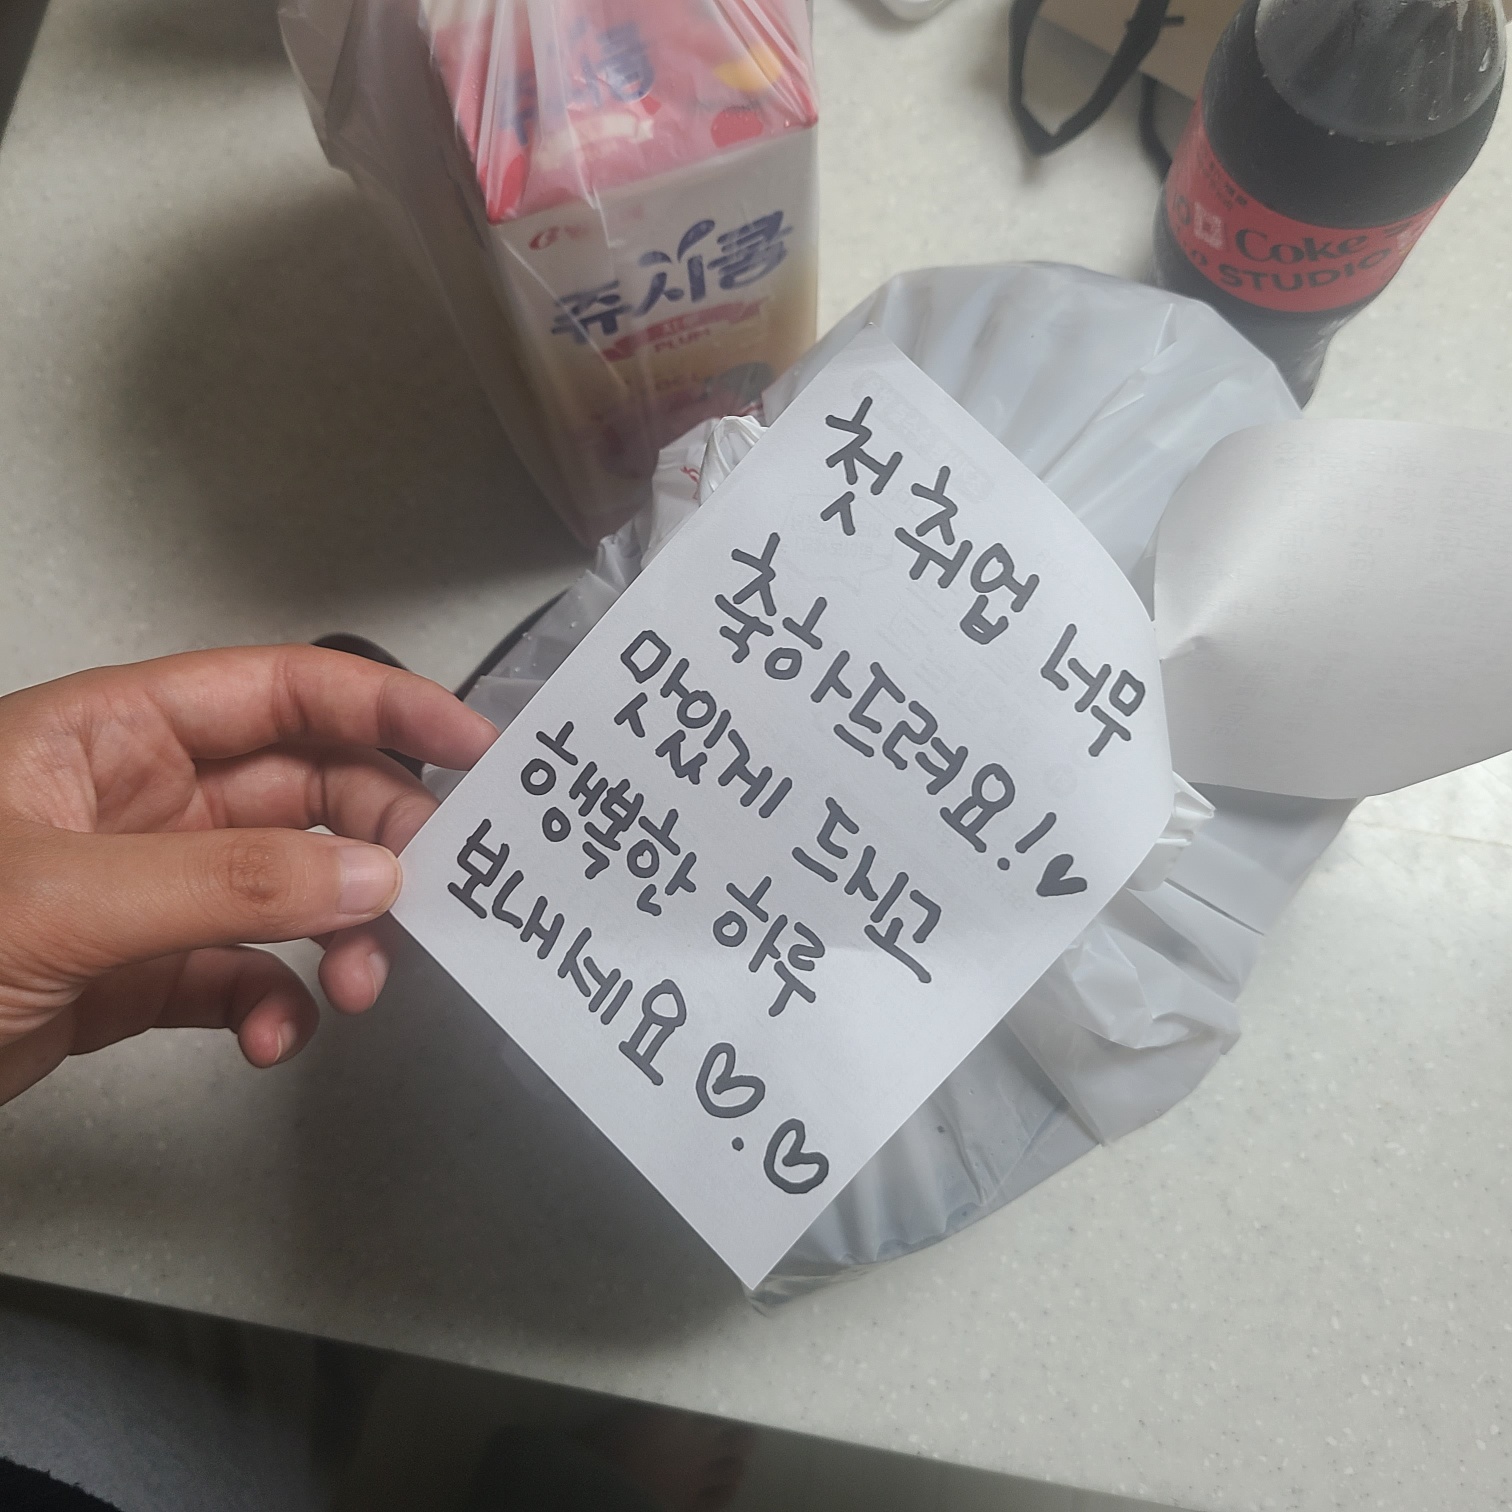 쥬시쿨
PLUM
Coke
STUDIO
첫 취업 너무
축하드려요! ♥
맛있게 드시고
행복한 하루
보내세요 ♡.♡